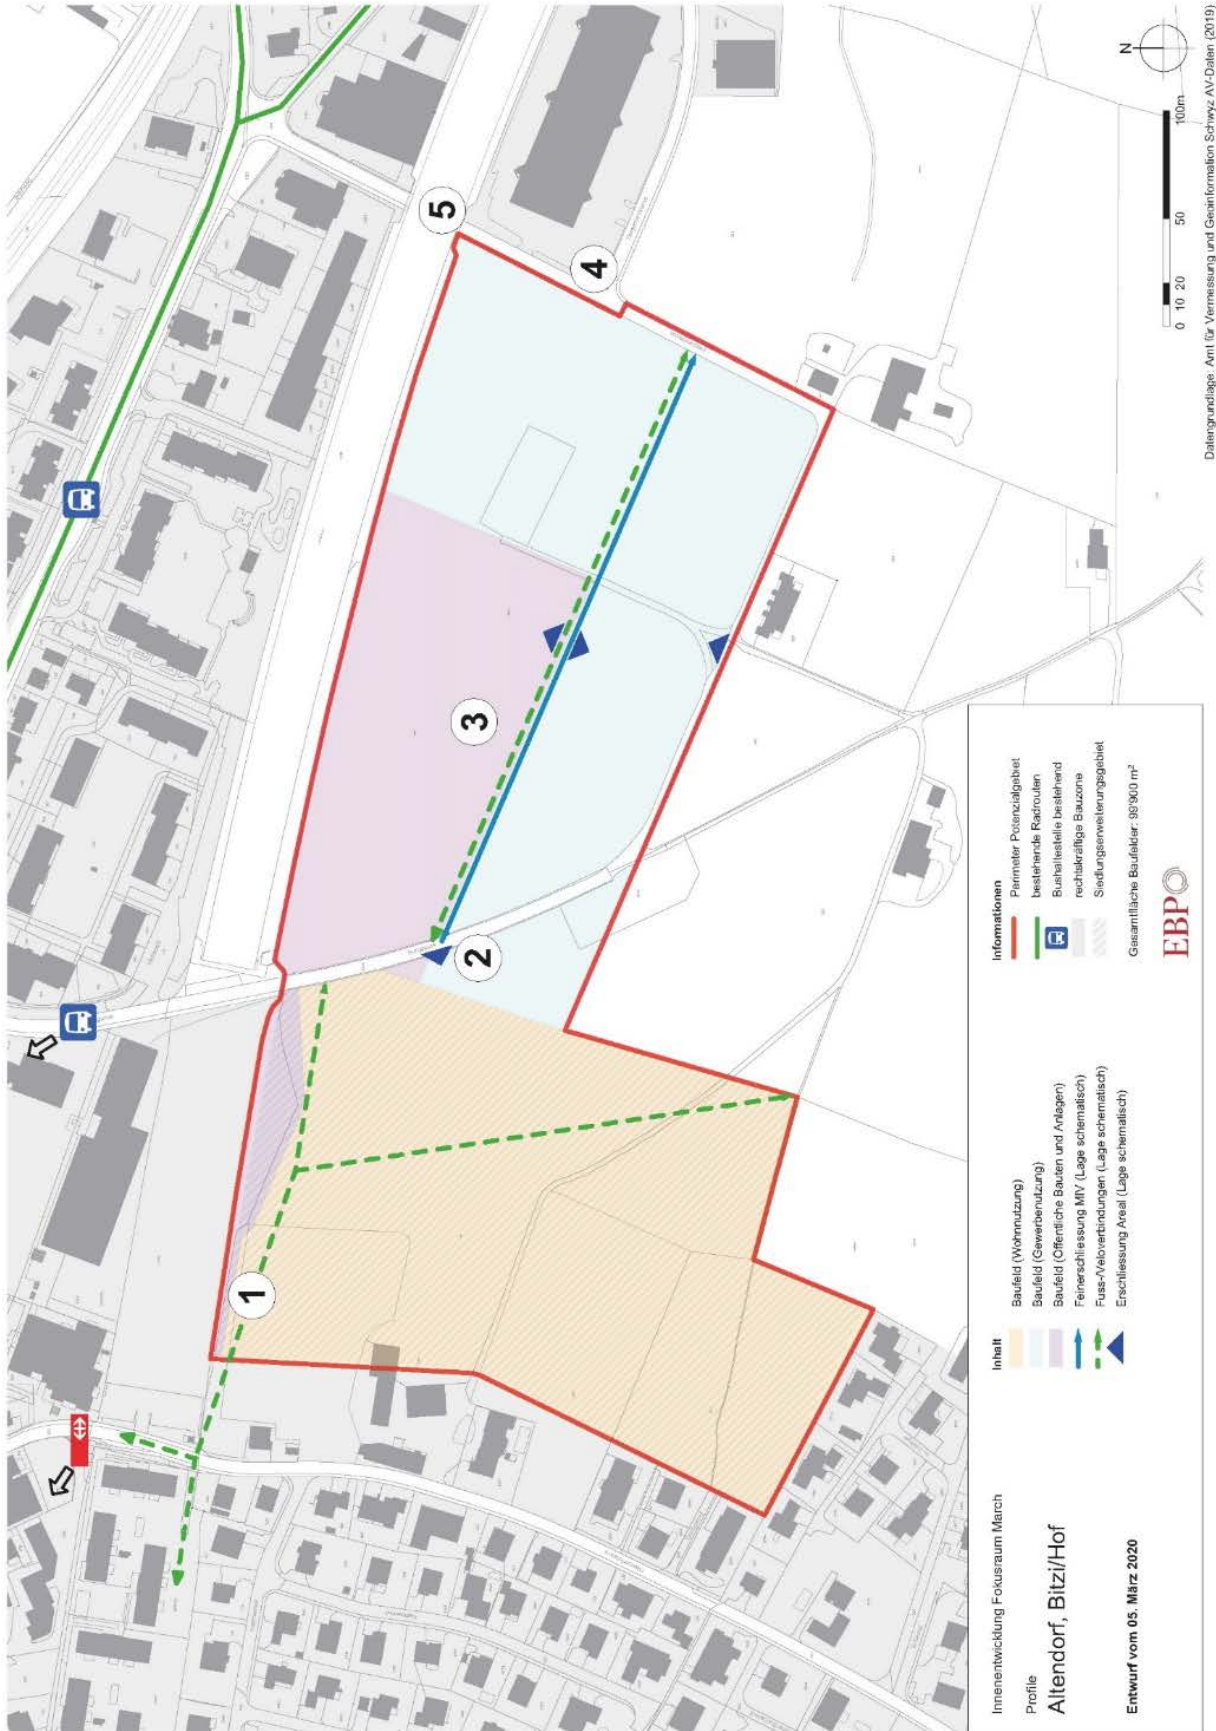 5
4
3
2
1
N
0 10 20 50 100m
Datengrundlage: Amt für Vermessung und Geoinformation Schwyz AV-Daten (2019)
Innenentwicklung Fokusraum March
Profile
Altendorf, Bitzi/Hof
Entwurf vom 05. März 2020
Inhalt
Baufeld (Wohnnutzung)
Baufeld (Gewerbenutzung)
Baufeld (Öffentliche Bauten und Anlagen)
Feinerschliessung MIV (Lage schematisch)
Fuss-/Veloverbindungen (Lage schematisch)
Erschliessung Areal (Lage schematisch)
Informationen
Perimeter Potenzialgebiet
bestehende Radrouten
Bushaltestelle bestehend
rechtskräftige Bauzone
Siedlungserweiterungsgebiet
Gesamtfläche Baufelder: 99'900 m²
EBP